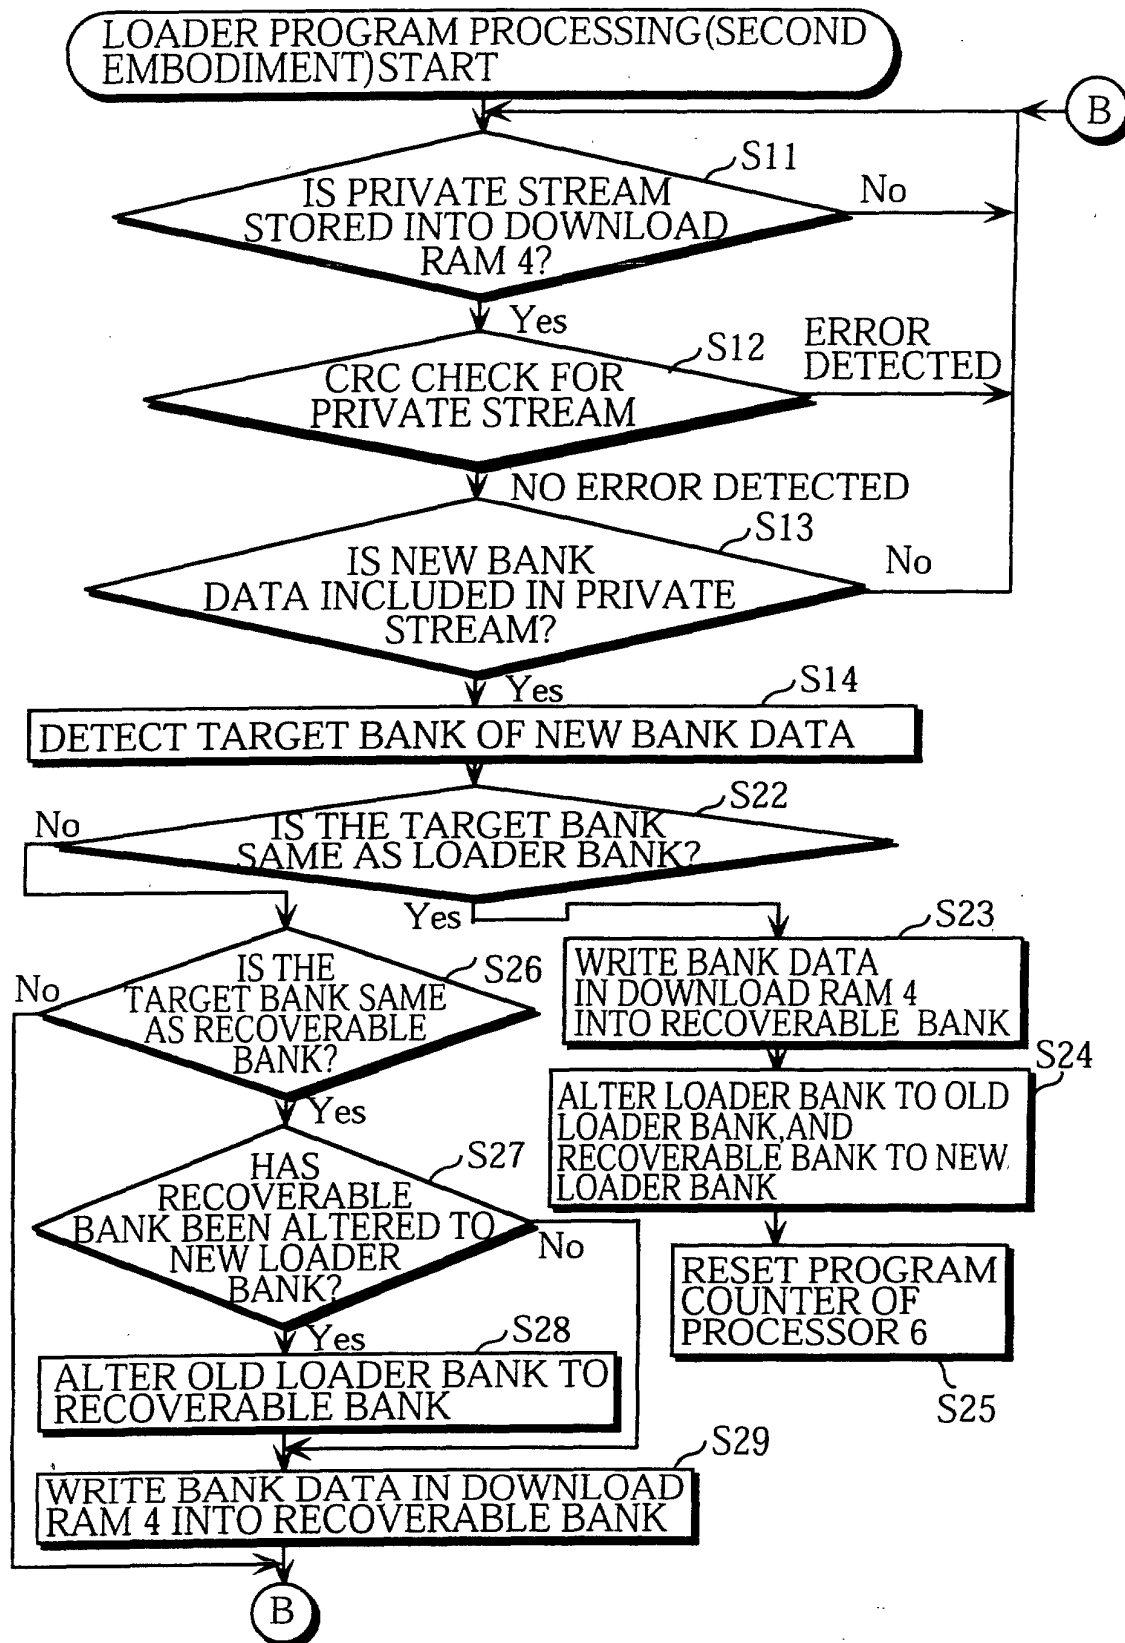 LOADER PROGRAM PROCESSING(SECOND
EMBODIMENT)START
B
S11
IS PRIVATE STREAM
STORED INTO DOWNLOAD
RAM 4?
No
Yes
S12
CRC CHECK FOR
PRIVATE STREAM
ERROR
DETECTED
NO ERROR DETECTED
S13
IS NEW BANK
DATA INCLUDED IN PRIVATE
STREAM?
No
Yes
S14
DETECT TARGET BANK OF NEW BANK DATA
S22
IS THE TARGET BANK
SAME AS LOADER BANK?
No
Yes
S23
WRITE BANK DATA
IN DOWNLOAD RAM 4
INTO RECOVERABLE BANK
S24
ALTER LOADER BANK TO OLD
LOADER BANK,AND
RECOVERABLE BANK TO NEW
LOADER BANK
RESET PROGRAM
COUNTER OF
PROCESSOR 6
S25
S26
IS THE
TARGET BANK SAME
AS RECOVERABLE
BANK?
No
Yes
S27
HAS
RECOVERABLE
BANK BEEN ALTERED TO
NEW LOADER
BANK?
No
Yes
S28
ALTER OLD LOADER BANK TO
RECOVERABLE BANK
S29
WRITE BANK DATA IN DOWNLOAD
RAM 4 INTO RECOVERABLE BANK
B